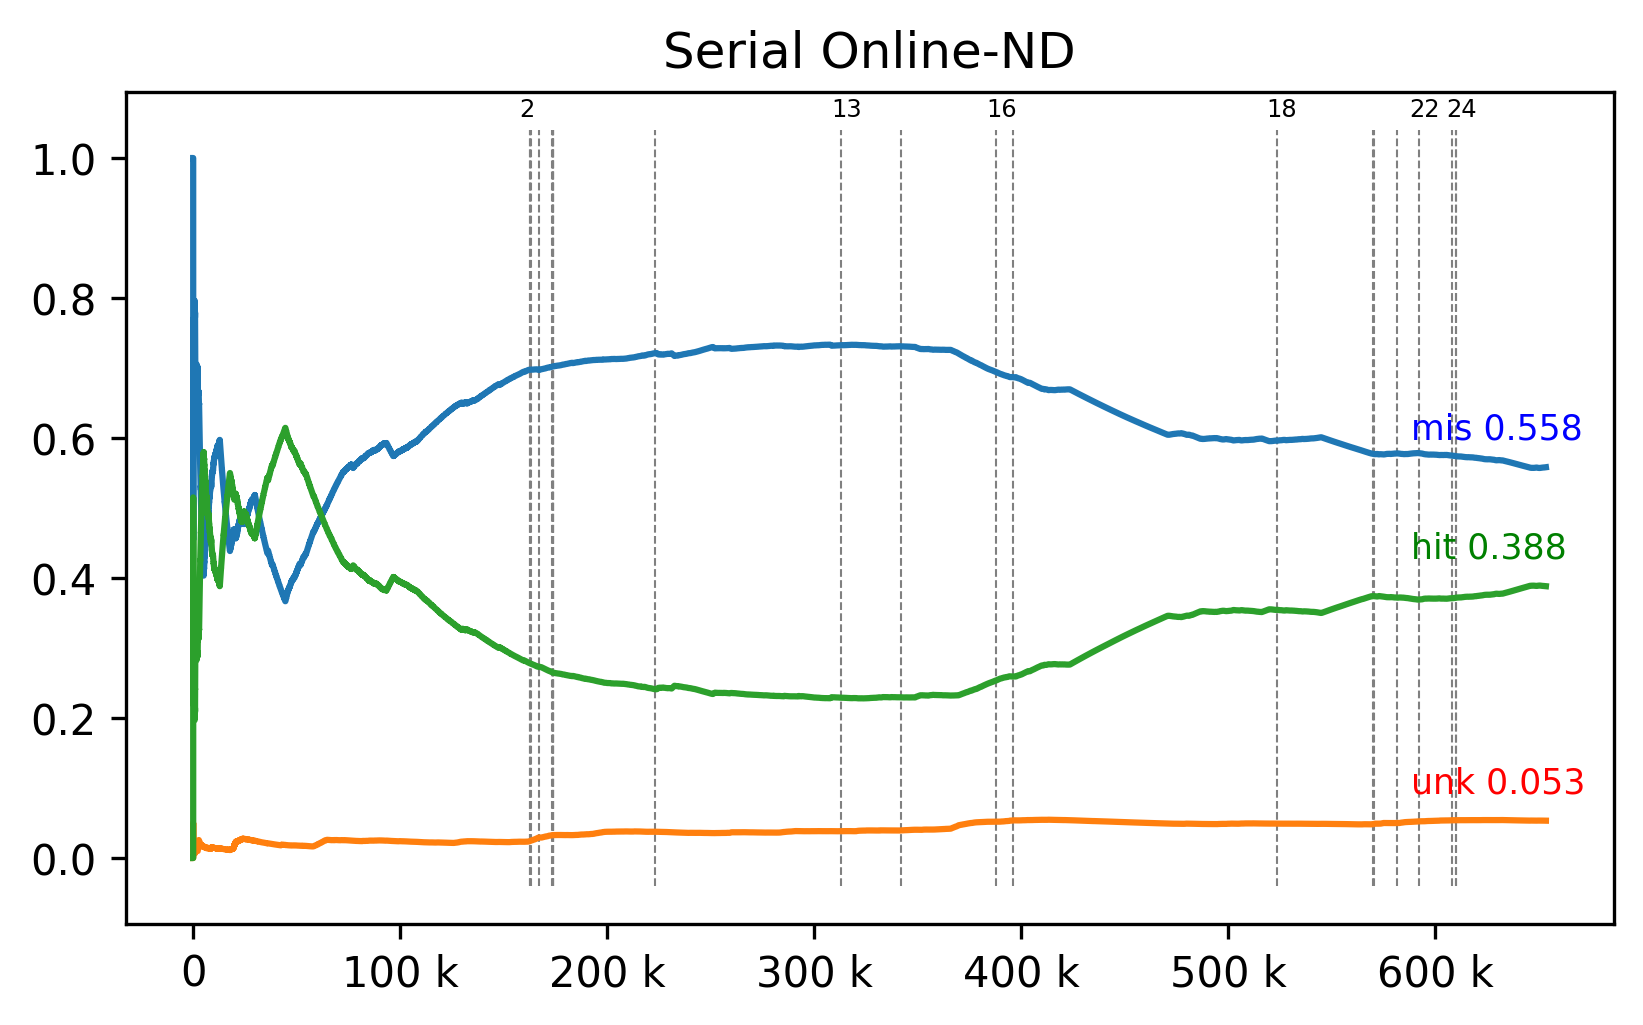 Serial Online-ND
2 13 16 18 22 24
1.0
0.8
0.6
0.4
0.2
0.0
mis 0.558
hit 0.388
unk 0.053
0 100 k 200 k 300 k 400 k 500 k 600 k